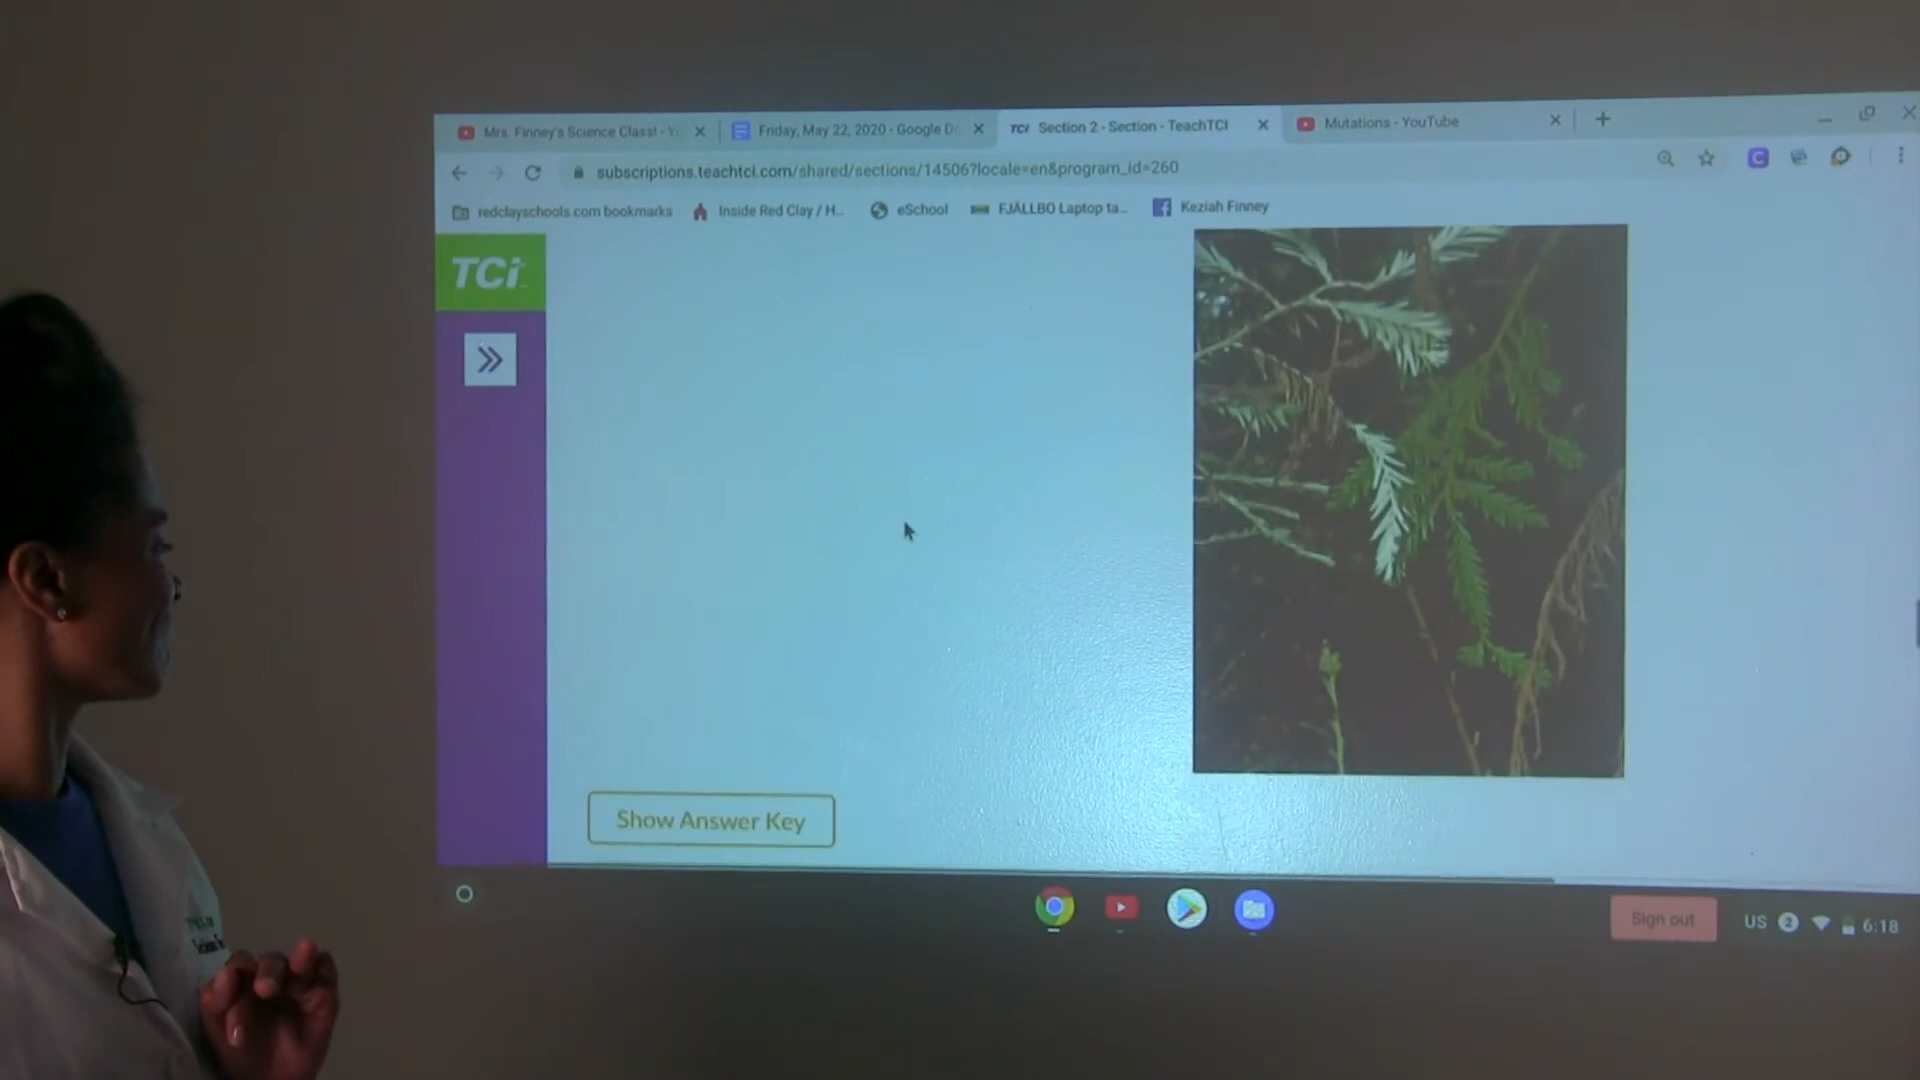 Mrs. Finney's Science Class! - Y
Friday, May 22, 2020 - Google D
TCi Section 2 - Section - TeachTCI
Mutations - YouTube
subscriptions.teachtci.com/shared/sections/14506?locale=en&program_id=260
redclayschools.com bookmarks
Inside Red Clay / H...
eSchool
FJÄLLBO Laptop ta...
Keziah Finney
TCi
Show Answer Key
Sign out
US 2 6:18